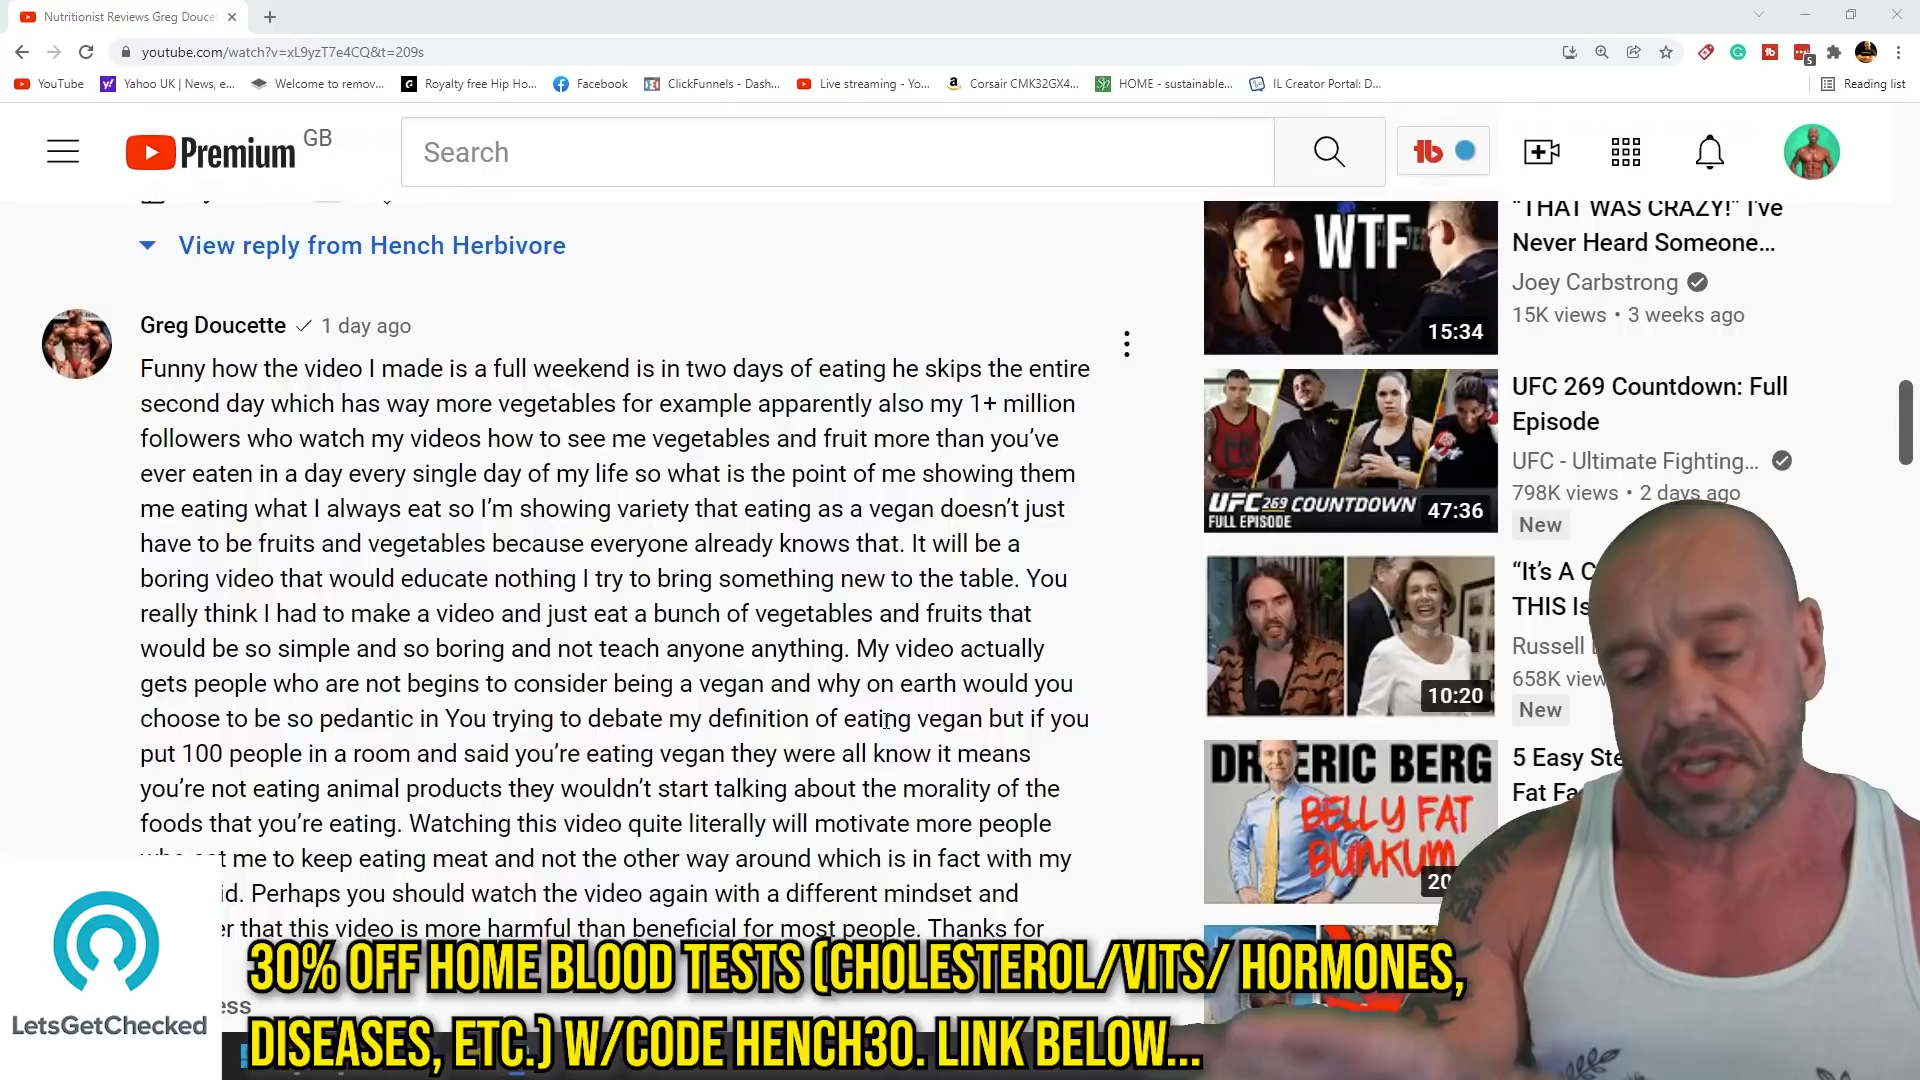 Nutritionist Reviews Greg Doucet
youtube.com/watch?v=xL9yzT7e4CQ&t=209s
YouTube
Yahoo UK | News, e...
Welcome to remov...
Royalty free Hip Ho...
Facebook
ClickFunnels - Dash...
Live streaming - Yo...
Corsair CMK32GX4...
HOME - sustainable...
IL Creator Portal: D...
Reading list
Premium GB
Search
View reply from Hench Herbivore
Greg Doucette 1 day ago
Funny how the video I made is a full weekend is in two days of eating he skips the entire
second day which has way more vegetables for example apparently also my 1+ million
followers who watch my videos how to see me vegetables and fruit more than you've
ever eaten in a day every single day of my life so what is the point of me showing them
me eating what I always eat so I'm showing variety that eating as a vegan doesn't just
have to be fruits and vegetables because everyone already knows that. It will be a
boring video that would educate nothing I try to bring something new to the table. You
really think I had to make a video and just eat a bunch of vegetables and fruits that
would be so simple and so boring and not teach anyone anything. My video actually
gets people who are not begins to consider being a vegan and why on earth would you
choose to be so pedantic in You trying to debate my definition of eating vegan but if you
put 100 people in a room and said you're eating vegan they were all know it means
you're not eating animal products they wouldn't start talking about the morality of the
foods that you're eating. Watching this video quite literally will motivate more people
me to keep eating meat and not the other way around which is in fact with my
id. Perhaps you should watch the video again with a different mindset and
er that this video is more harmful than beneficial for most people. Thanks for
ess
WTF
15:34
"THAT WAS CRAZY!" I've
Never Heard Someone...
Joey Carbstrong
15K views • 3 weeks ago
UFC 269 COUNTDOWN
FULL EPISODE
47:36
UFC 269 Countdown: Full
Episode
UFC - Ultimate Fighting...
798K views • 2 days ago
New
10:20
"It's A C
THIS Is
Russell
658K view
New
DR. ERIC BERG
BELLY FAT
BUNKUM
20
5 Easy Ste
Fat Fa
LetsGetChecked
30% OFF HOME BLOOD TESTS (CHOLESTEROL/VITS/ HORMONES,
DISEASES, ETC.) W/CODE HENCH30. LINK BELOW...